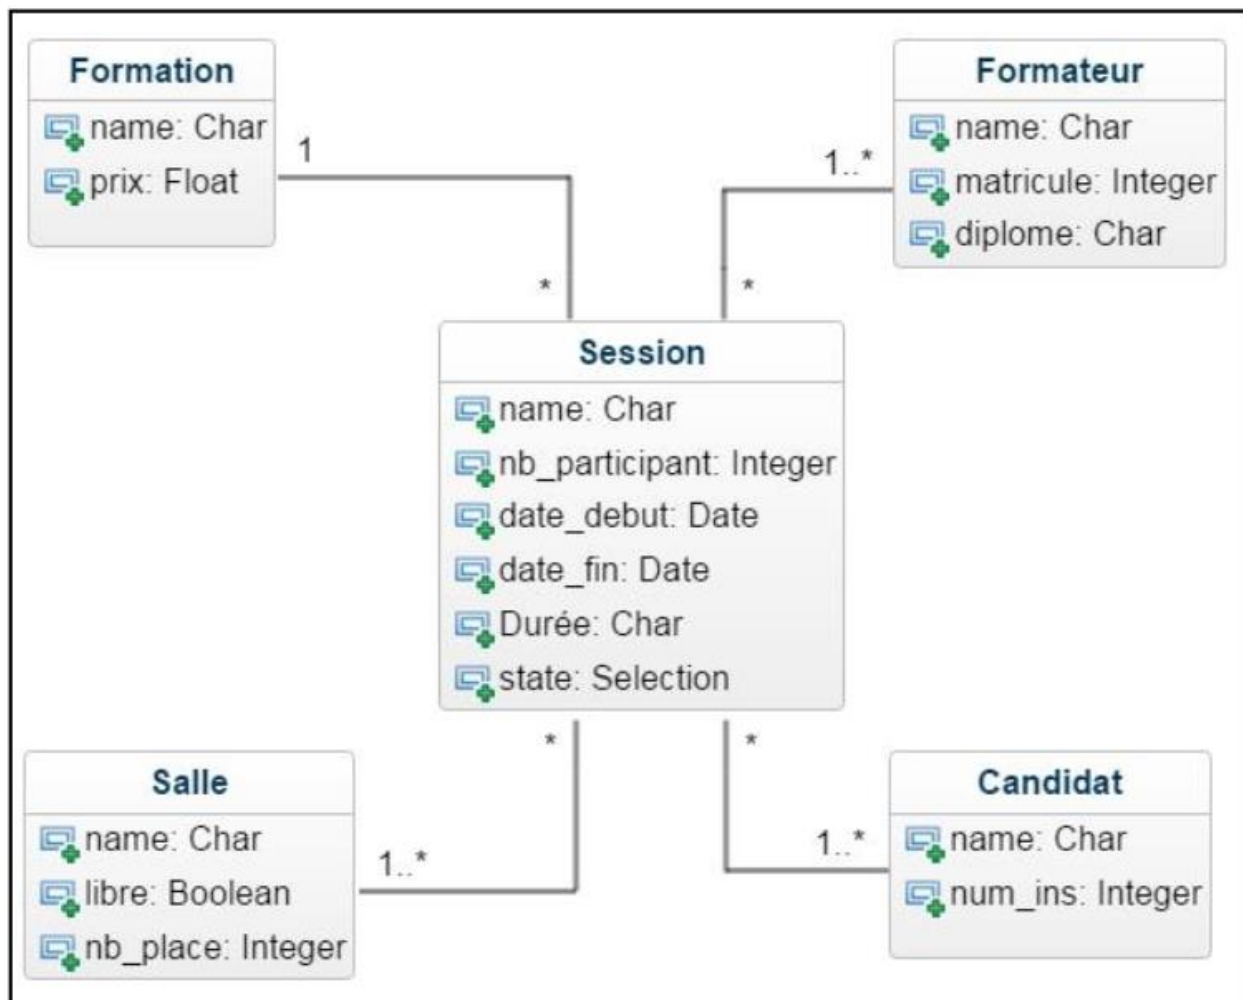 Formation
name: Char
prix: Float
1
*
Formateur
name: Char
matricule: Integer
diplome: Char
1..*
*
Session
name: Char
nb_participant: Integer
date_debut: Date
date_fin: Date
Durée: Char
state: Selection
*
*
Salle
name: Char
libre: Boolean
nb_place: Integer
1..*
Candidat
name: Char
num_ins: Integer
1..*